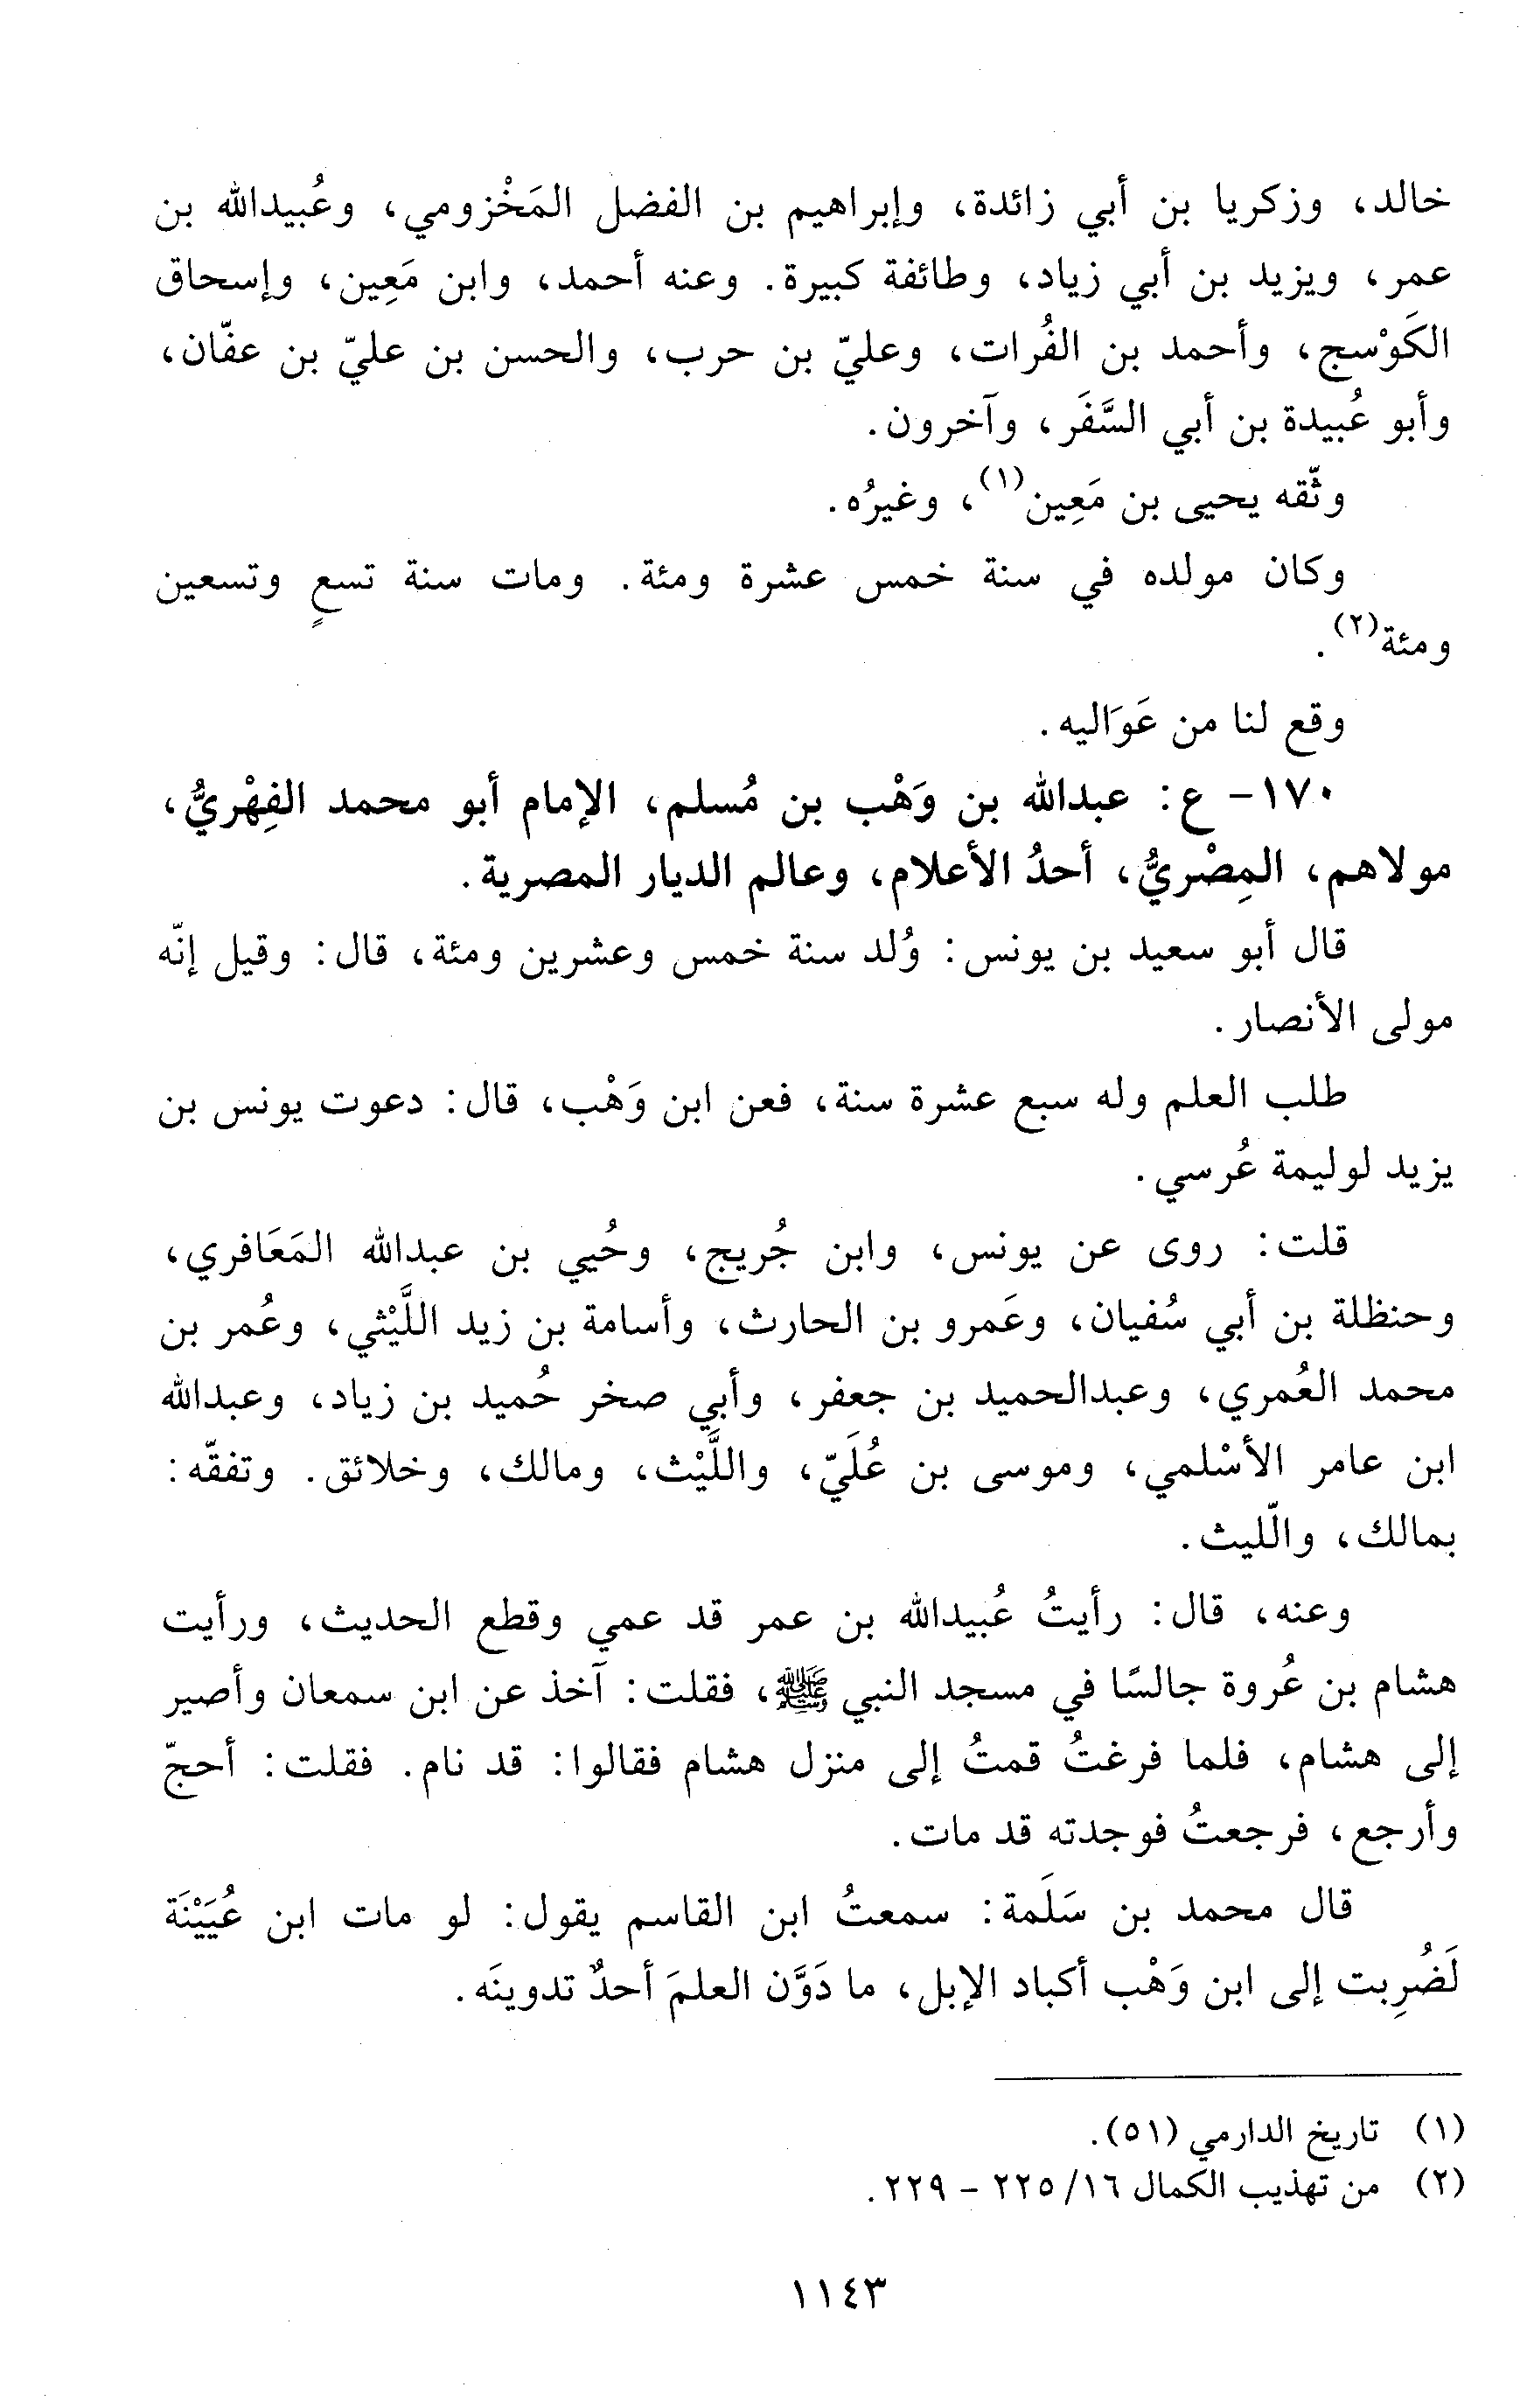 خالد، وزكريا بن أبي زائدة، وإبراهيم بن الفضل المَخْزومي، وعُبيدالله بن
عمر، ويزيد بن أبي زياد، وطائفة كبيرة. وعنه أحمد، وابن مَعِين، وإسحاق
الكَوْسج، وأحمد بن الفُرات، وعليّ بن حرب، والحسن بن عليّ بن عفّان،
وأبو عُبيدة بن أبي السَّفَر، وآخرون.
وثّقه يحيى بن مَعِين(١)، وغيرُه.
وكان مولده في سنة خمس عشرة ومئة. ومات سنة تسعٍ وتسعين
ومئة(٢).
وقع لنا من عَوَاليه.
١٧٠- ع: عبدالله بن وَهْب بن مُسلم، الإمام أبو محمد الفِهْريُّ،
مولاهم، المِصْريُّ، أحدُ الأعلام، وعالم الديار المصرية.
قال أبو سعيد بن يونس: وُلد سنة خمس وعشرين ومئة، قال: وقيل إنّه
مولى الأنصار.
طلب العلم وله سبع عشرة سنة، فعن ابن وَهْب، قال: دعوت يونس بن
يزيد لوليمة عُرسي.
قلت: روى عن يونس، وابن جُريج، وحُيي بن عبدالله المَعَافري،
وحنظلة بن أبي سُفيان، وعَمرو بن الحارث، وأسامة بن زيد اللَّيْثي، وعُمر بن
محمد العُمري، وعبدالحميد بن جعفر، وأبي صخر حُميد بن زياد، وعبدالله
ابن عامر الأسْلمي، وموسى بن عُلَيّ، واللَّيْث، ومالك، وخلائق. وتفقّه:
بمالك، والّليث.
وعنه، قال: رأيتُ عُبيدالله بن عمر قد عمي وقطع الحديث، ورأيت
هشام بن عُروة جالسًا في مسجد النبي ﷺ، فقلت: آخذ عن ابن سمعان وأصير
إلى هشام، فلما فرغتُ قمتُ إلى منزل هشام فقالوا: قد نام. فقلت: أحجّ
وأرجع، فرجعتُ فوجدته قد مات.
قال محمد بن سَلَمة: سمعتُ ابن القاسم يقول: لو مات ابن عُيَيْنَة
لَضُرِبت إلى ابن وَهْب أكباد الإبل، ما دَوَّن العلمَ أحدٌ تدوينَه.
(١) تاريخ الدارمي (٥١).
(٢) من تهذيب الكمال ١٦/ ٢٢٥ - ٢٢٩.
١١٤٣